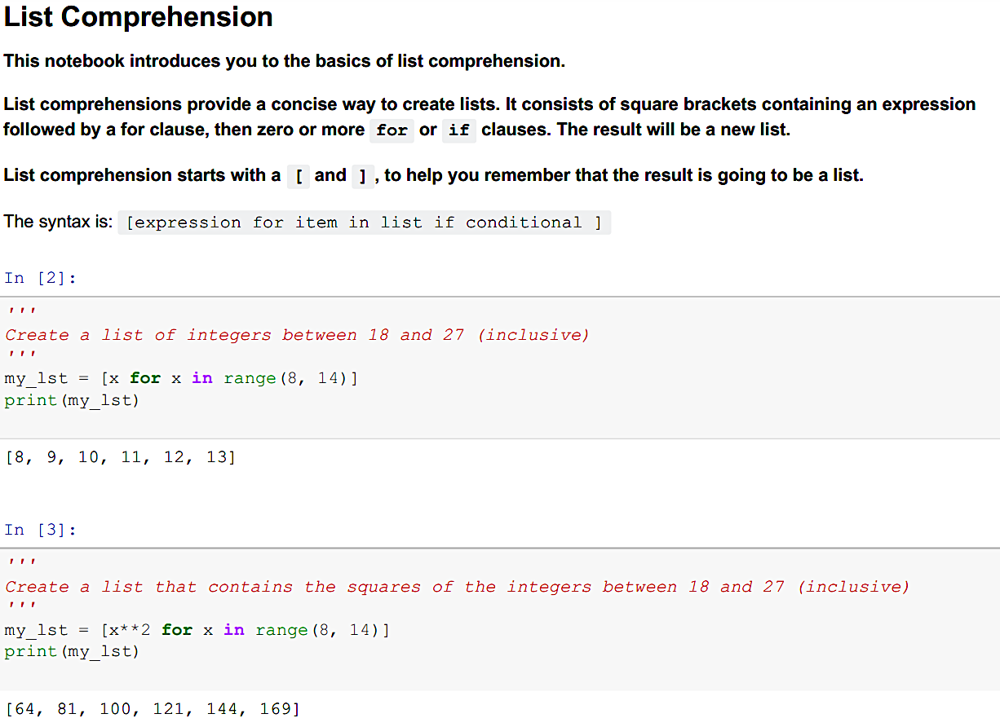 List Comprehension
This notebook introduces you to the basics of list comprehension.
List comprehensions provide a concise way to create lists. It consists of square brackets containing an expression
followed by a for clause, then zero or more for or if clauses. The result will be a new list.
List comprehension starts with a [ and ] , to help you remember that the result is going to be a list.
The syntax is: [expression for item in list if conditional ]
In [2]:
'''
Create a list of integers between 18 and 27 (inclusive)
'''
my_lst = [x for x in range(8, 14)]
print(my_lst)
[8, 9, 10, 11, 12, 13]
In [3]:
'''
Create a list that contains the squares of the integers between 18 and 27 (inclusive)
'''
my_lst = [x**2 for x in range(8, 14)]
print(my_lst)
[64, 81, 100, 121, 144, 169]